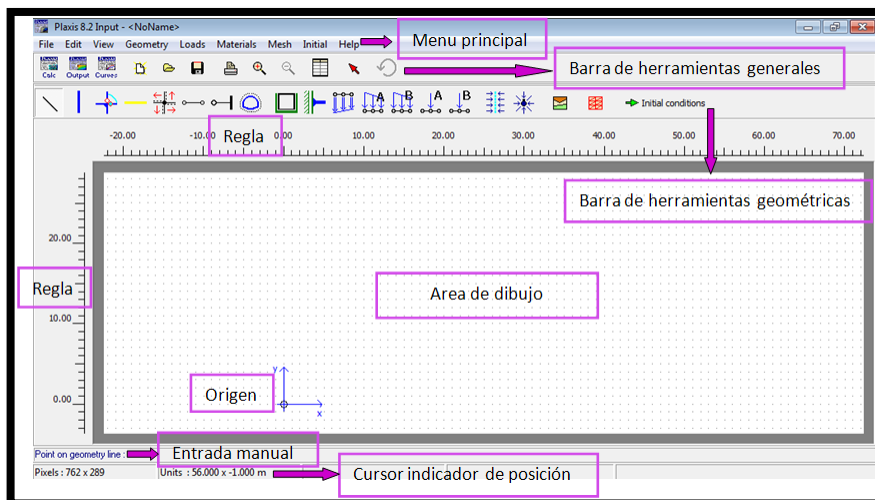 Plaxis 8.2 Input - <NoName>
File Edit View Geometry Loads Materials Mesh Initial Help
Menu principal
Calc Output Curves
Barra de herramientas generales
A B A B Initial conditions
Regla
-20.00 -10.00 0.00 10.00 20.00 30.00 40.00 50.00 60.00 70.00
Barra de herramientas geométricas
20.00
Regla
Area de dibujo
10.00
Origen
y
0.00
x
Point on geometry line :
Entrada manual
Pixels : 762 x 289 Units : 56.000 x -1.000 m
Cursor indicador de posición